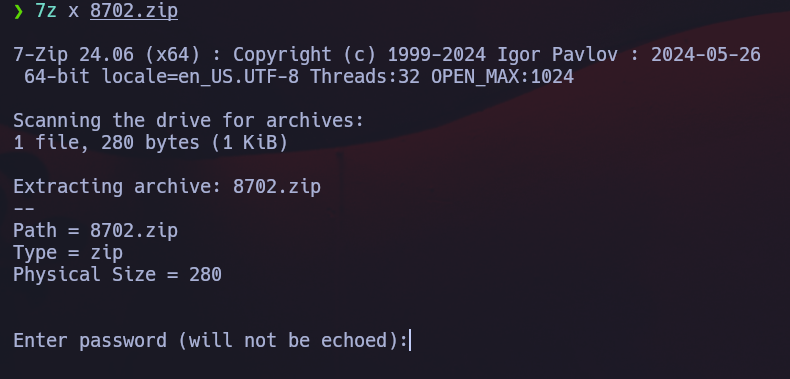 ❯ 7z x 8702.zip
7-Zip 24.06 (x64) : Copyright (c) 1999-2024 Igor Pavlov : 2024-05-26
 64-bit locale=en_US.UTF-8 Threads:32 OPEN_MAX:1024
Scanning the drive for archives:
1 file, 280 bytes (1 KiB)
Extracting archive: 8702.zip
--
Path = 8702.zip
Type = zip
Physical Size = 280
Enter password (will not be echoed):